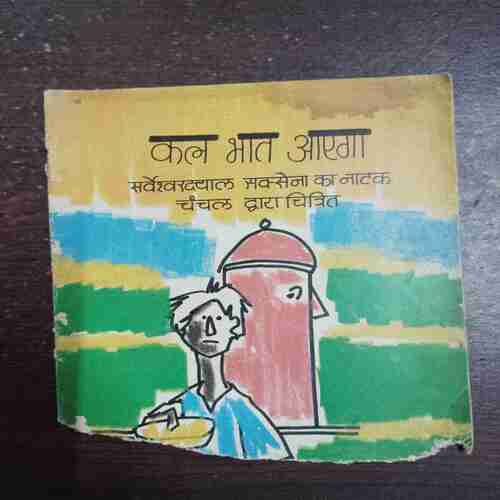 कल भात आएगा
सर्वेश्वरदयाल सक्सेना का नाटक
चंचल द्वारा चित्रित